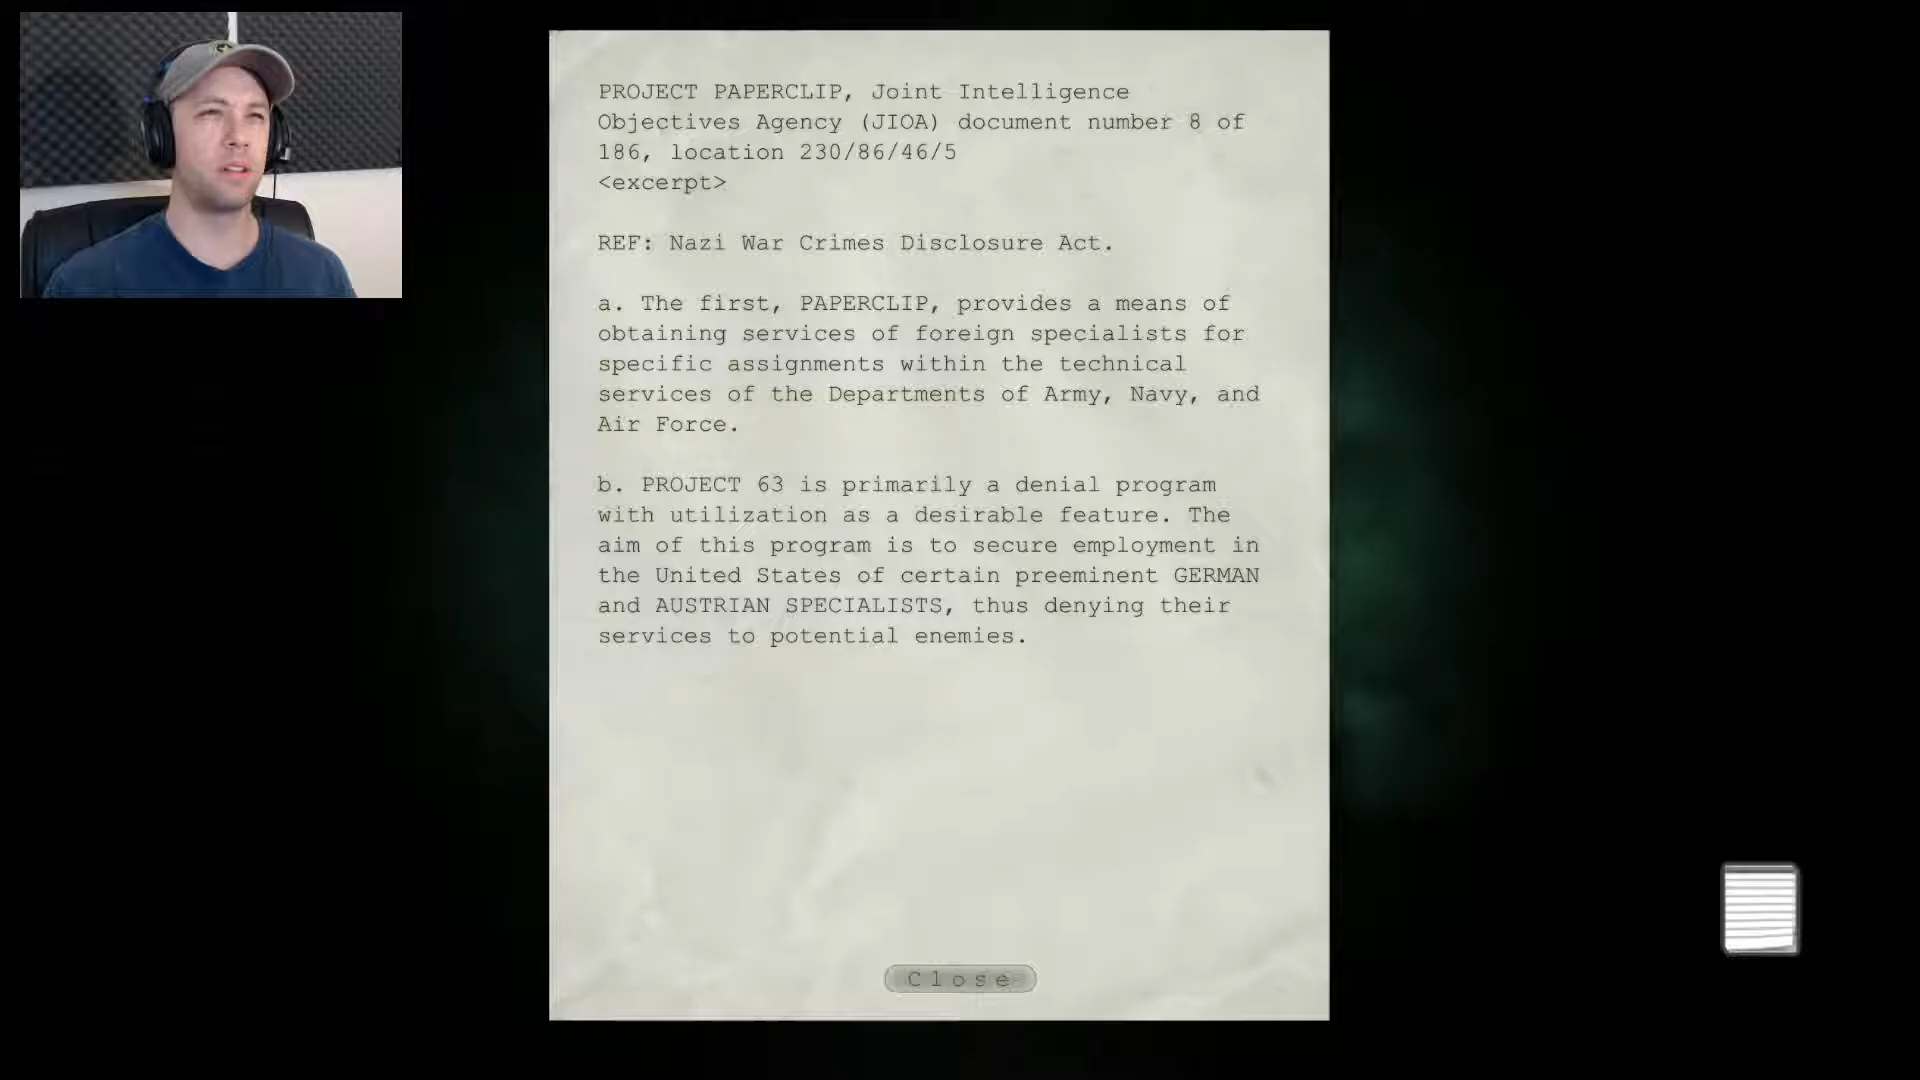 PROJECT PAPERCLIP, Joint Intelligence
Objectives Agency (JIOA) document number 8 of
186, location 230/86/46/5
<excerpt>
REF: Nazi War Crimes Disclosure Act.
a. The first, PAPERCLIP, provides a means of
obtaining services of foreign specialists for
specific assignments within the technical
services of the Departments of Army, Navy, and
Air Force.
b. PROJECT 63 is primarily a denial program
with utilization as a desirable feature. The
aim of this program is to secure employment in
the United States of certain preeminent GERMAN
and AUSTRIAN SPECIALISTS, thus denying their
services to potential enemies.
Close